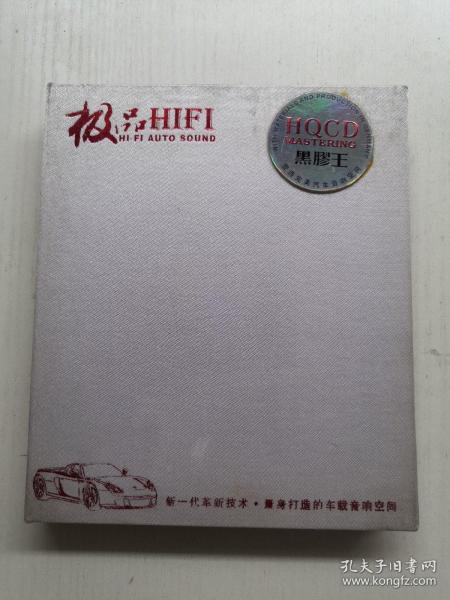 极品HIFI
HI-FI AUTO SOUND
HQCD
MASTERING
黑膠王
新一代革新技术·量身打造的车载音响空间
孔夫子旧书网
www.kongfz.com